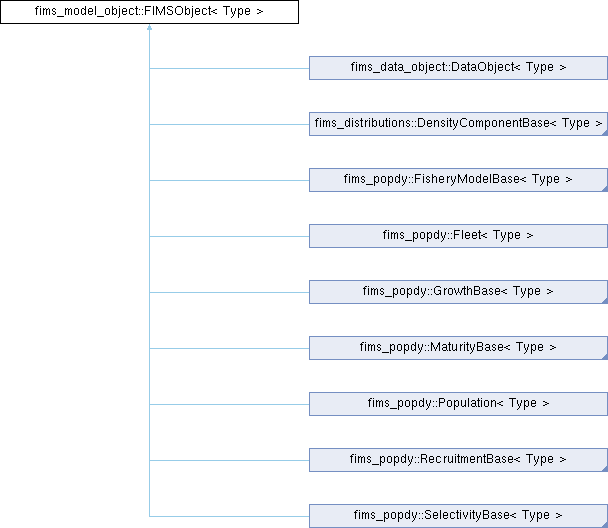 fims_model_object::FIMSObject< Type >
fims_data_object::DataObject< Type >
fims_distributions::DensityComponentBase< Type >
fims_popdy::FisheryModelBase< Type >
fims_popdy::Fleet< Type >
fims_popdy::GrowthBase< Type >
fims_popdy::MaturityBase< Type >
fims_popdy::Population< Type >
fims_popdy::RecruitmentBase< Type >
fims_popdy::SelectivityBase< Type >